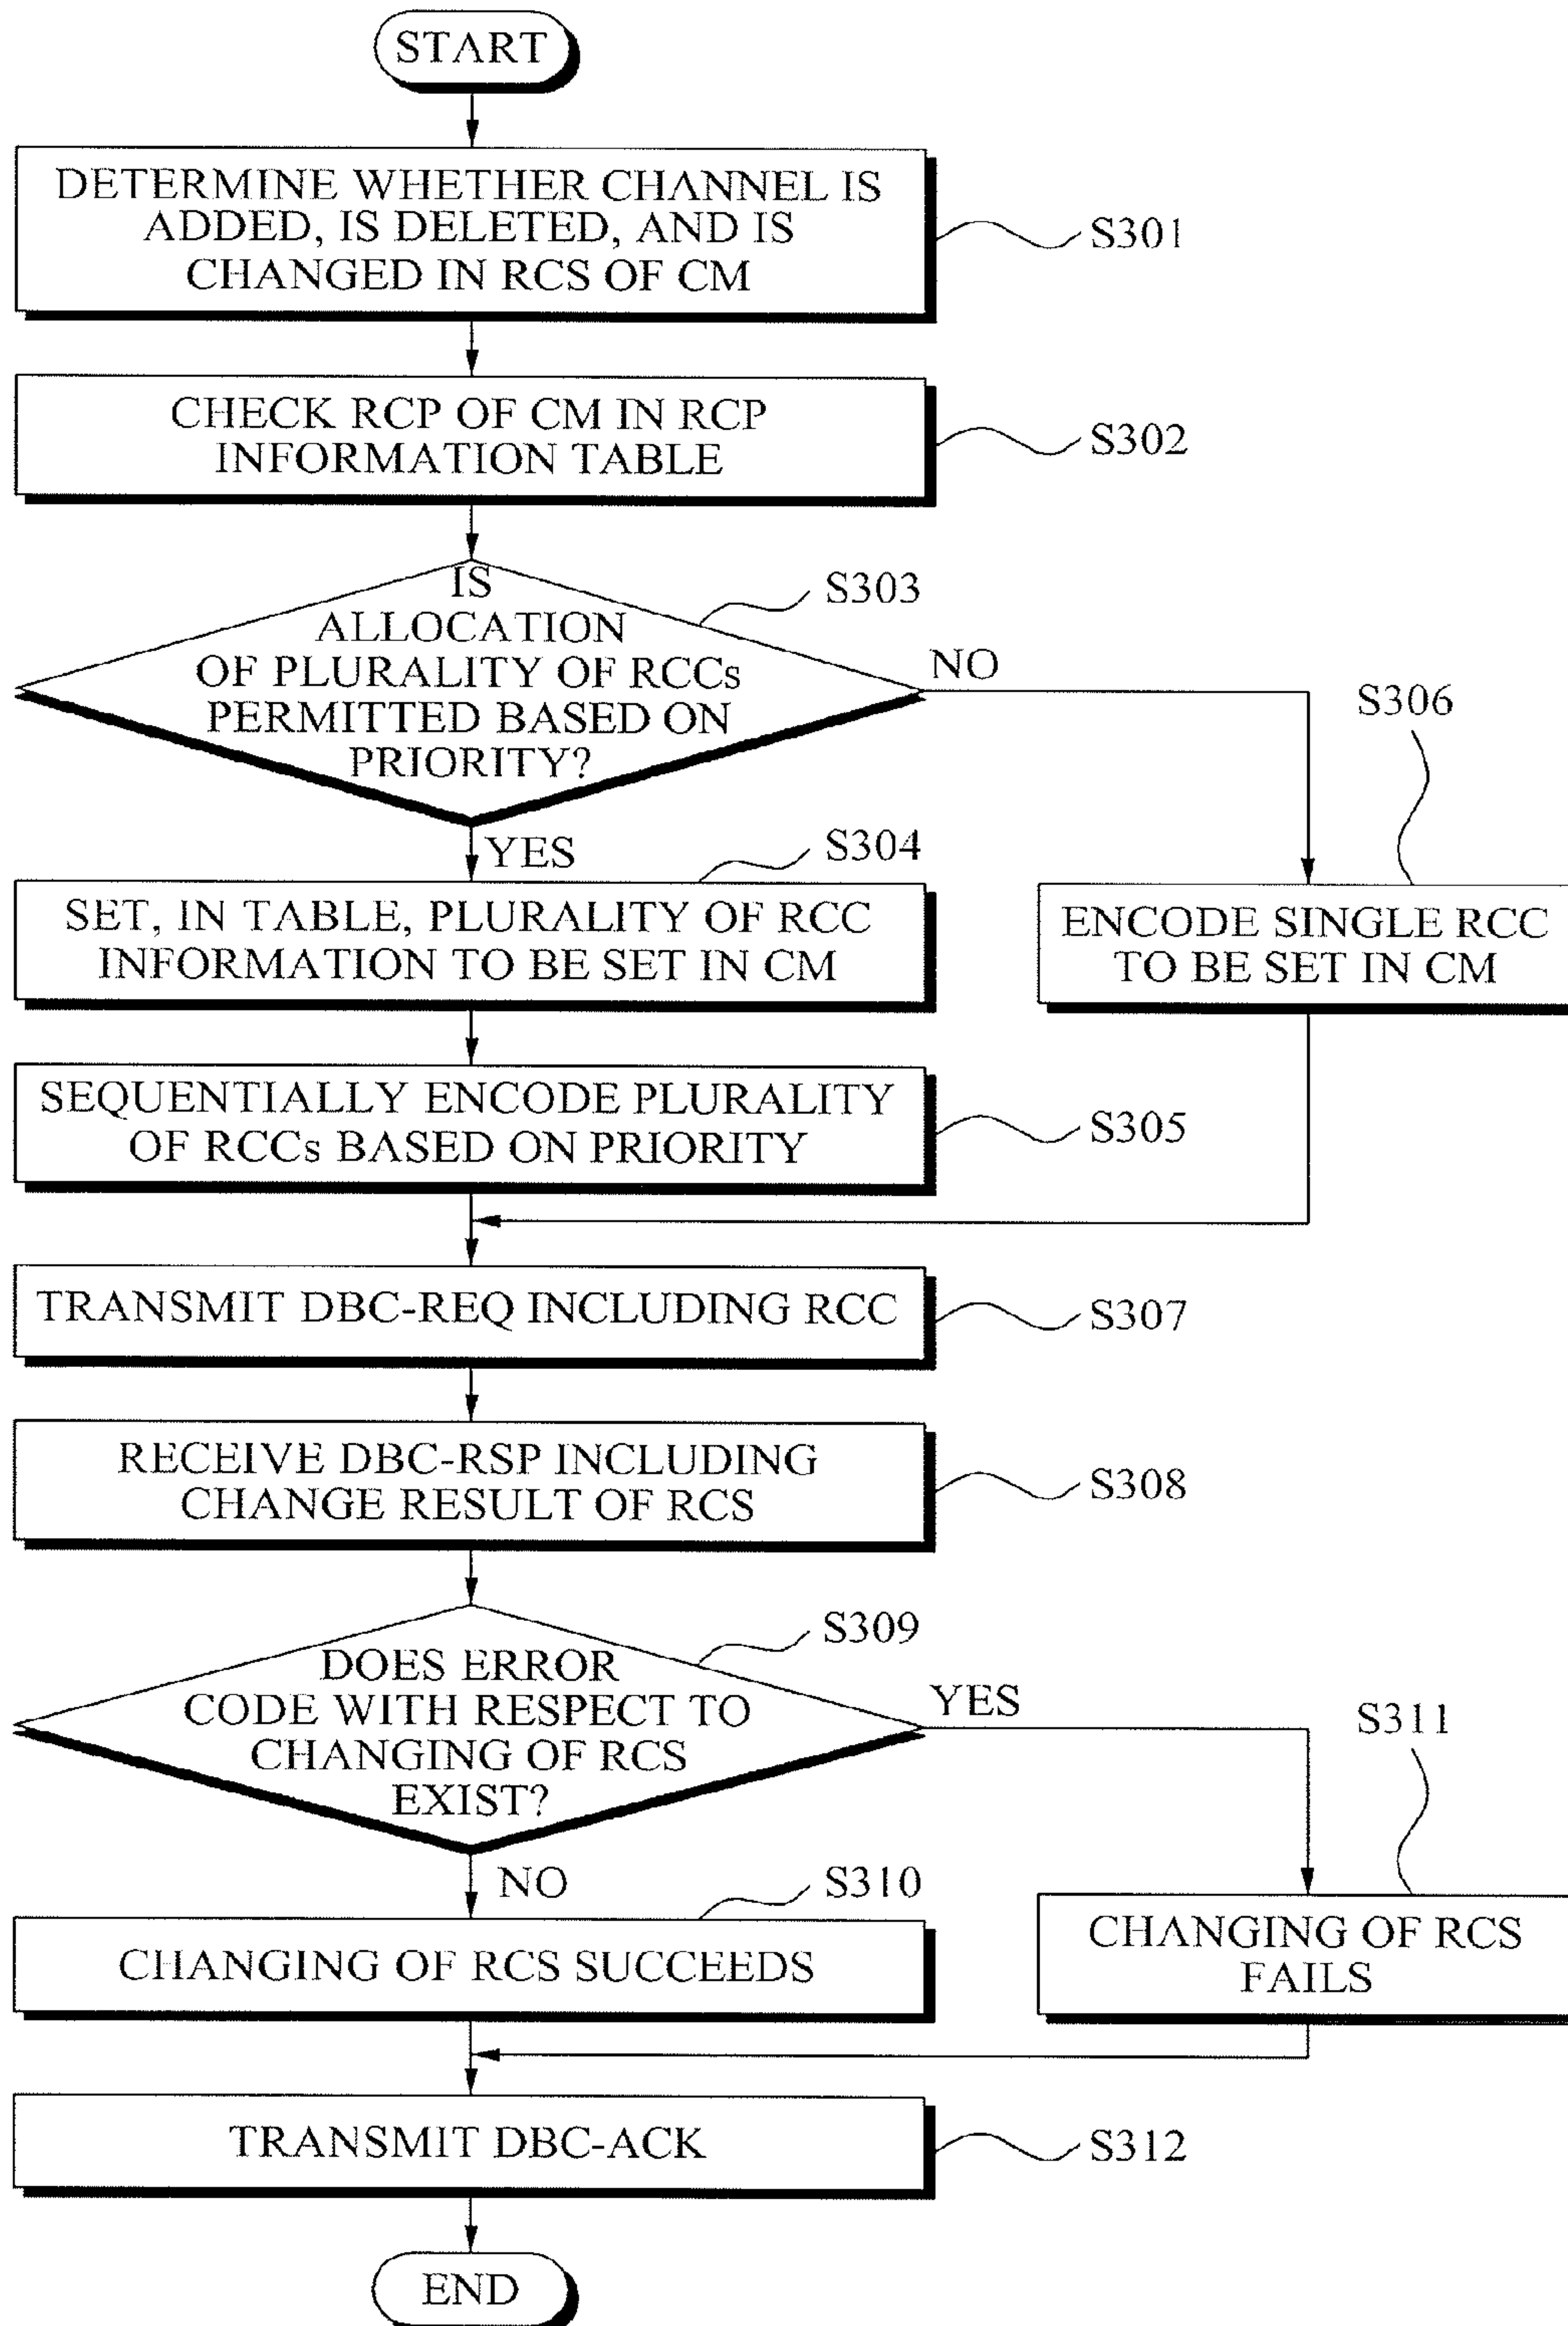 START
DETERMINE WHETHER CHANNEL IS
ADDED, IS DELETED, AND IS
CHANGED IN RCS OF CM
S301
CHECK RCP OF CM IN RCP
INFORMATION TABLE
S302
IS
ALLOCATION
OF PLURALITY OF RCCs
PERMITTED BASED ON
PRIORITY?
S303
NO
S306
YES
S304
SET, IN TABLE, PLURALITY OF RCC
INFORMATION TO BE SET IN CM
ENCODE SINGLE RCC
TO BE SET IN CM
SEQUENTIALLY ENCODE PLURALITY
OF RCCs BASED ON PRIORITY
S305
TRANSMIT DBC-REQ INCLUDING RCC
S307
RECEIVE DBC-RSP INCLUDING
CHANGE RESULT OF RCS
S308
DOES ERROR
CODE WITH RESPECT TO
CHANGING OF RCS
EXIST?
S309
YES
S311
NO
S310
CHANGING OF RCS SUCCEEDS
CHANGING OF RCS
FAILS
TRANSMIT DBC-ACK
S312
END